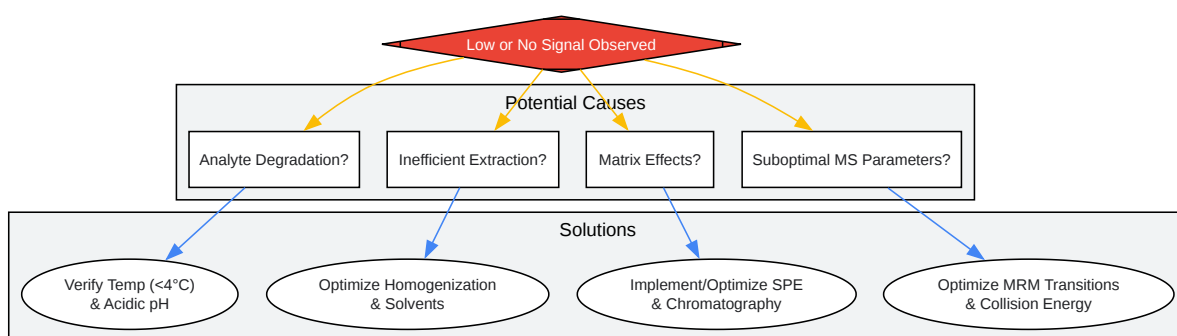 Low or No Signal Observed
Potential Causes
Analyte Degradation?
Inefficient Extraction?
Matrix Effects?
Suboptimal MS Parameters?
Solutions
Verify Temp (<4°C)
& Acidic pH
Optimize Homogenization
& Solvents
Implement/Optimize SPE
& Chromatography
Optimize MRM Transitions
& Collision Energy